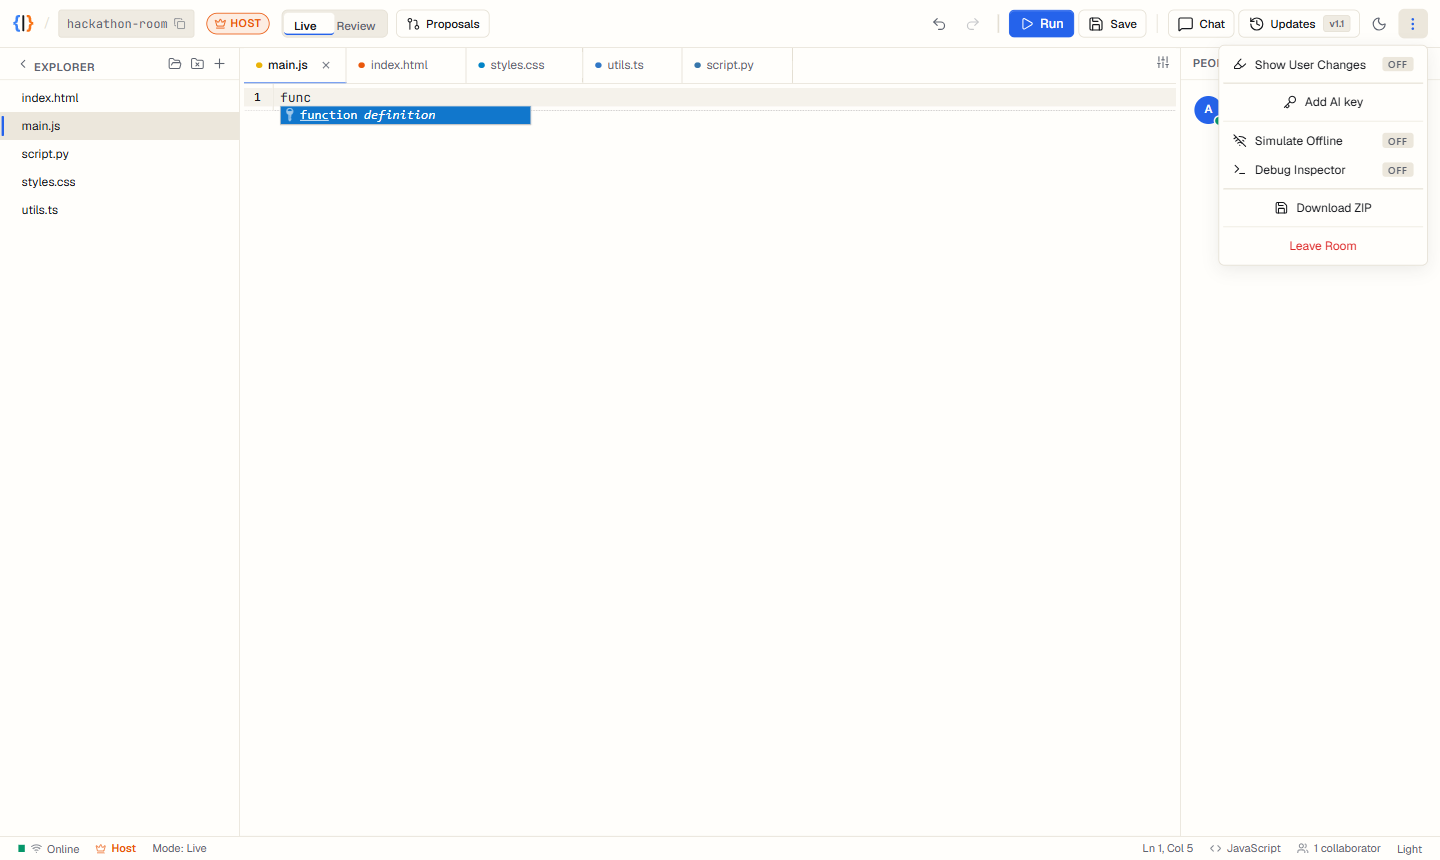 {|} / hackathon-room HOST Live Review Proposals Run Save Chat Updates v1.1
EXPLORER
index.html
main.js
script.py
styles.css
utils.ts
main.js index.html styles.css utils.ts script.py
1 func
function definition
PEO
A
Show User Changes OFF
Add AI key
Simulate Offline OFF
Debug Inspector OFF
Download ZIP
Leave Room
Online Host Mode: Live Ln 1, Col 5 JavaScript 1 collaborator Light